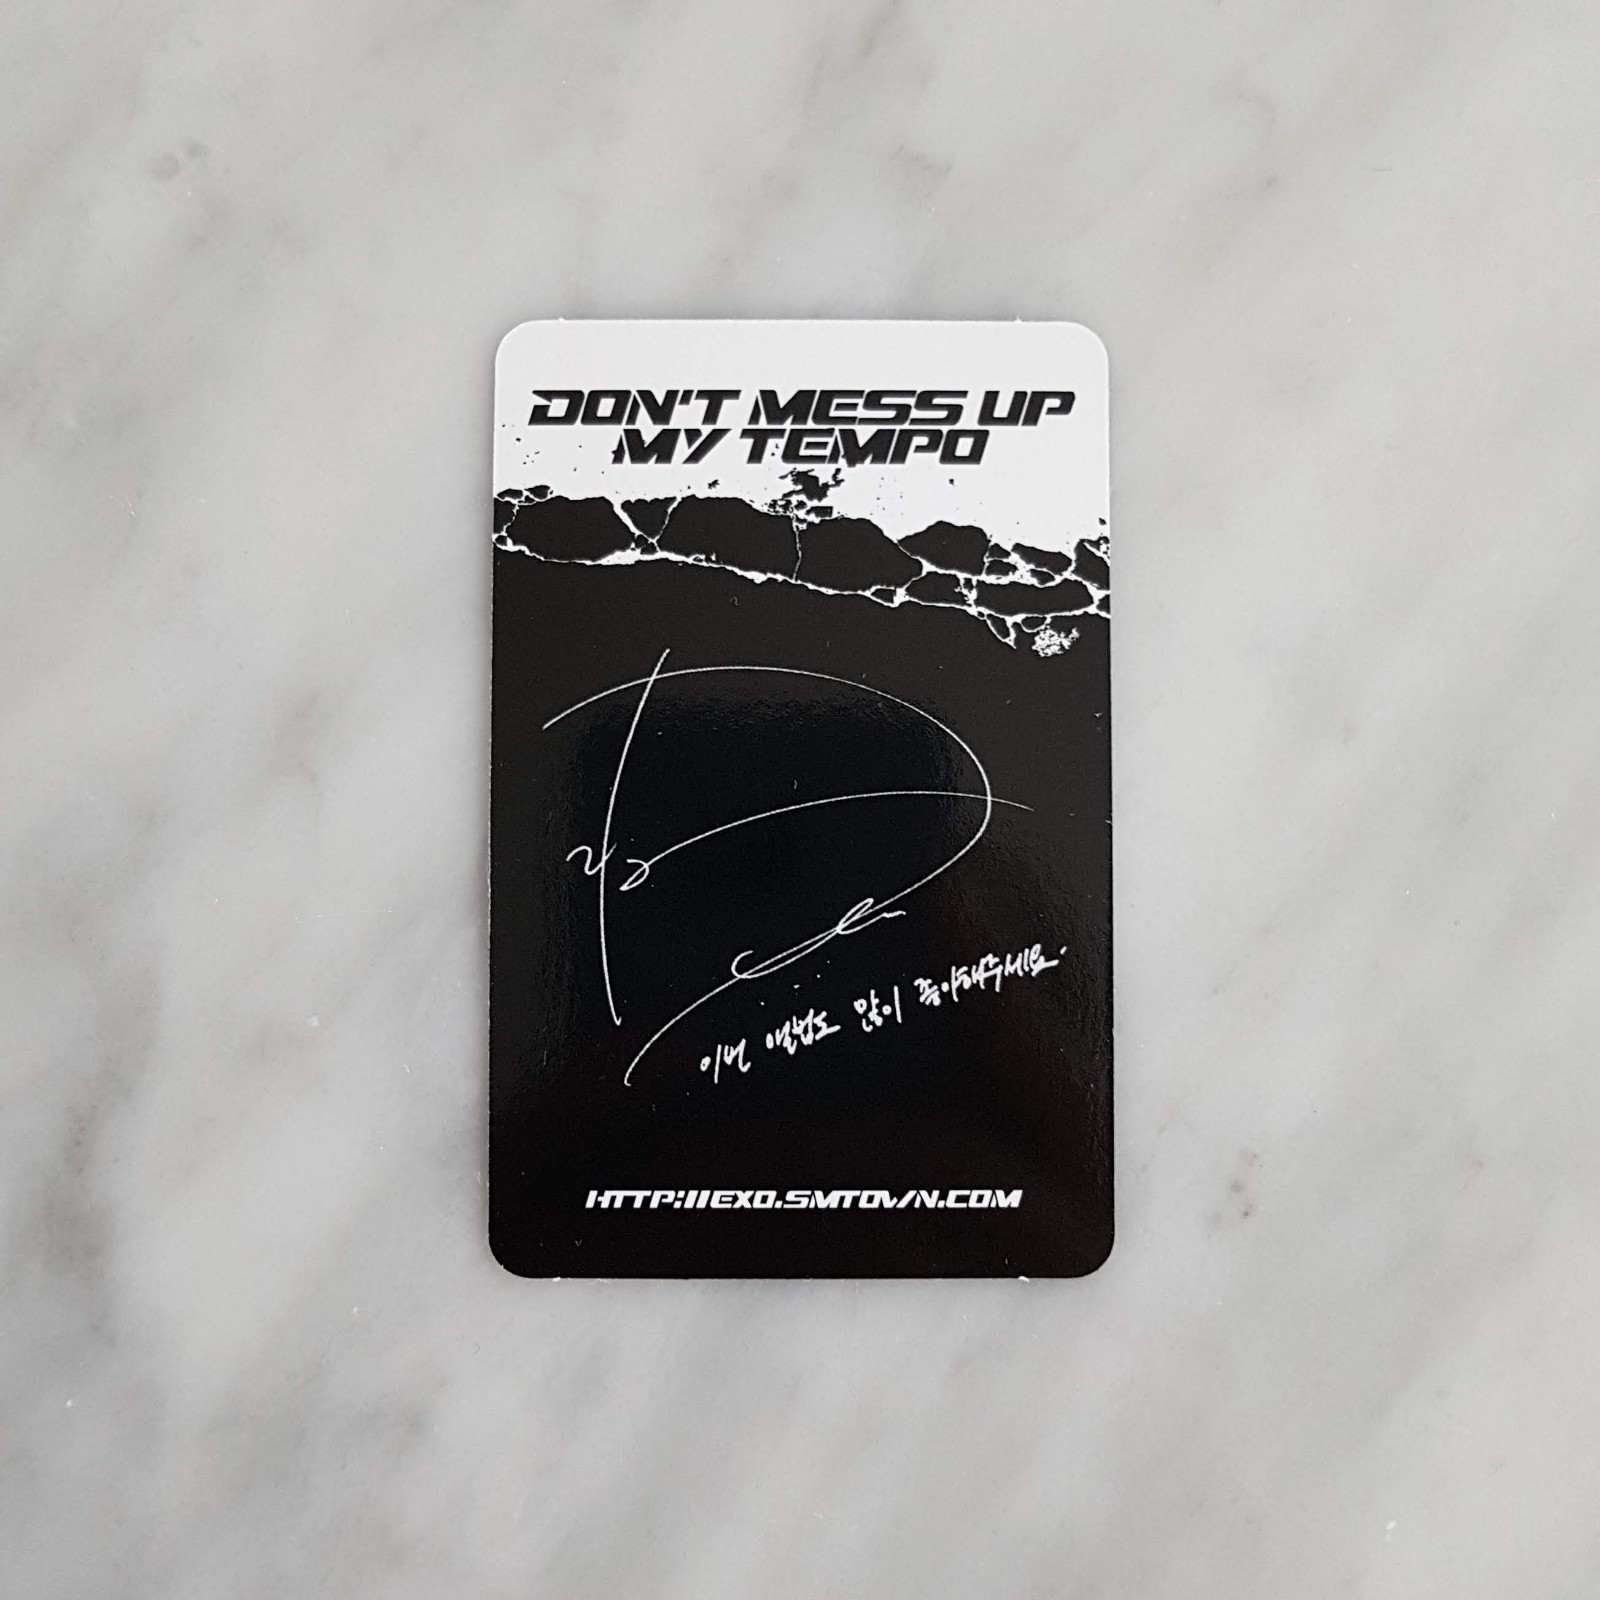 DON'T MESS UP
MY TEMPO
이번 앨범도 많이 좋아해주세요.
HTTP://EXO.SMTOWN.COM